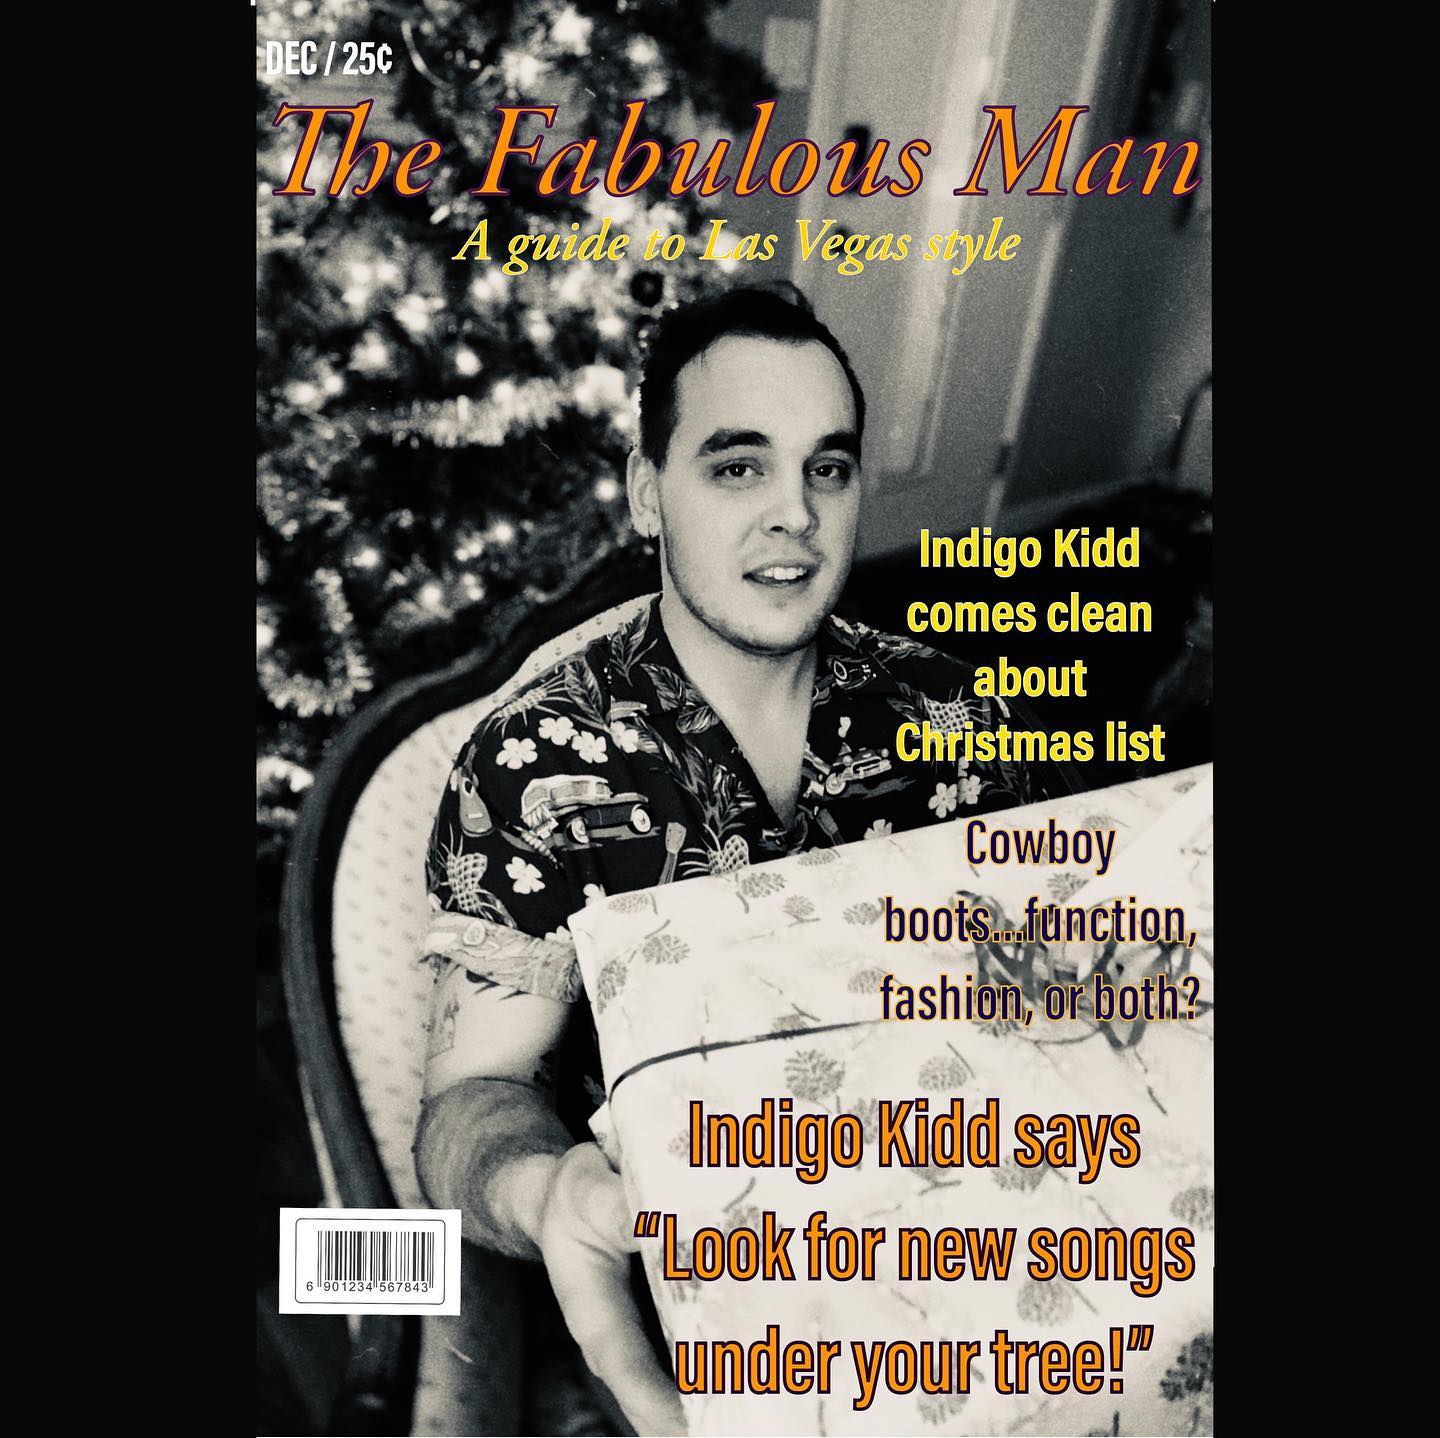 DEC / 25¢
The Fabulous Man
A guide to Las Vegas style
Indigo Kidd
comes clean
about
Christmas list
Cowboy
boots...function,
fashion, or both?
Indigo Kidd says
“Look for new songs
under your tree!”
6 901234 567843